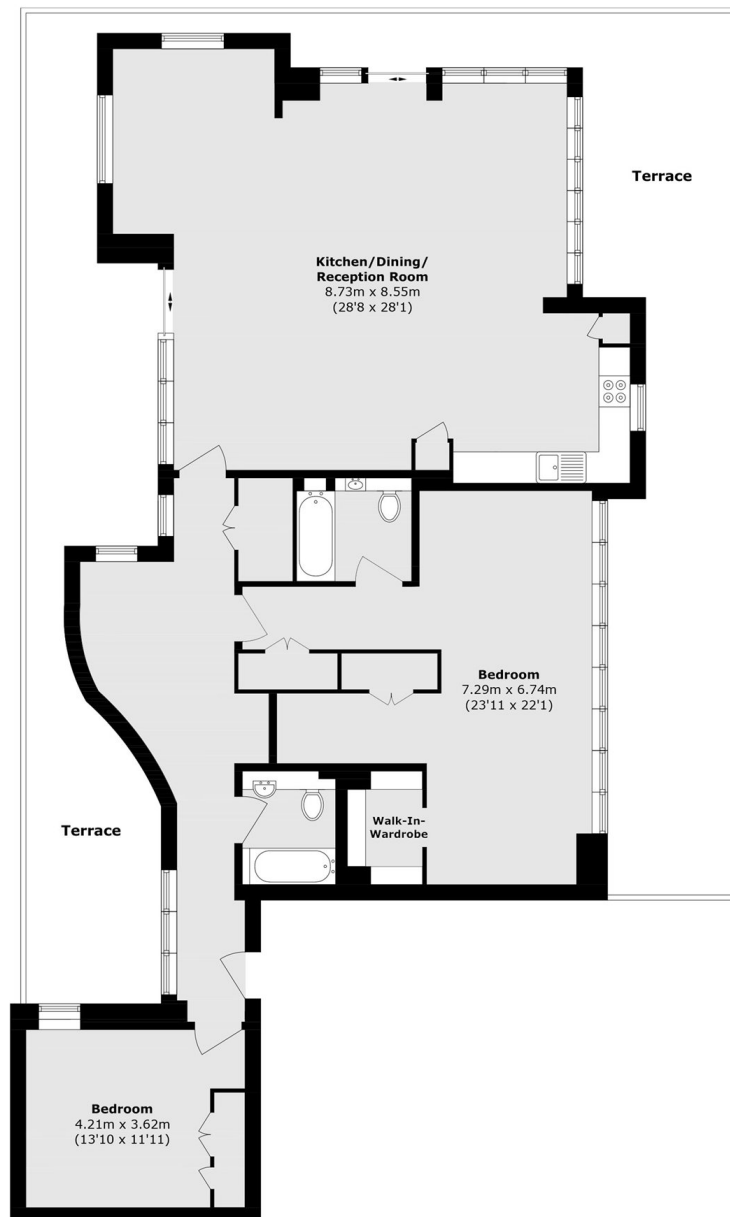 Terrace
Kitchen/Dining/
Reception Room
8.73m x 8.55m
(28'8 x 28'1)
Bedroom
7.29m x 6.74m
(23'11 x 22'1)
Walk-In-
Wardrobe
Terrace
Bedroom
4.21m x 3.62m
(13'10 x 11'11)